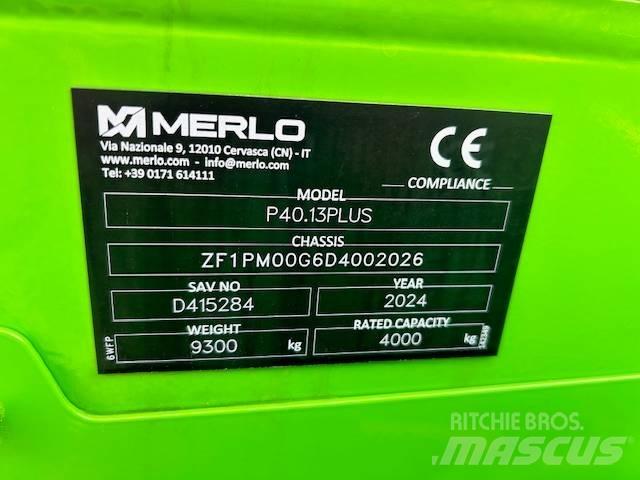 MERLO
Via Nazionale 9, 12010 Cervasca (CN) - IT
www.merlo.com - info@merlo.com
Tel: +39 0171 614111
CE
COMPLIANCE
MODEL
P40.13PLUS
CHASSIS
ZF1PM00G6D4002026
SAV NO YEAR
D415284 2024
WEIGHT RATED CAPACITY
9300 kg 4000 kg
6WFP
RITCHIE BROS.
MASCUS